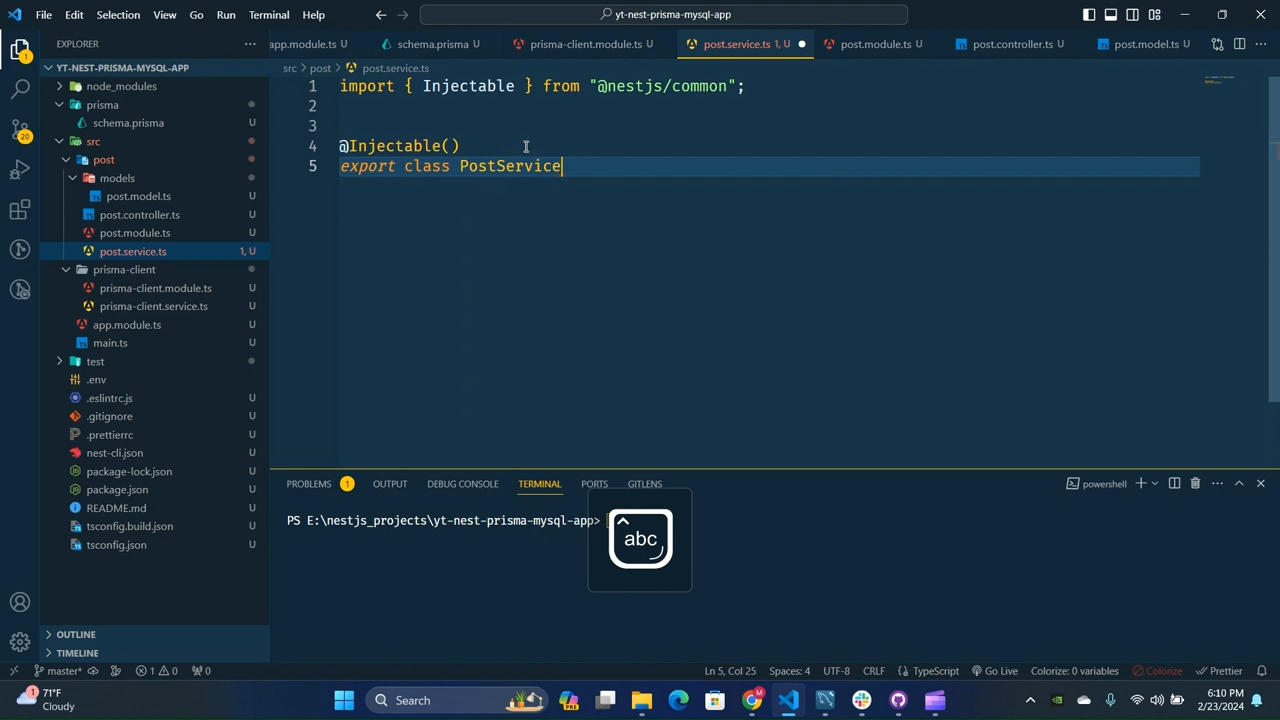 File Edit Selection View Go Run Terminal Help
yt-nest-prisma-mysql-app
EXPLORER
app.module.ts U
schema.prisma U
prisma-client.module.ts U
post.service.ts 1, U
post.module.ts U
post.controller.ts U
post.model.ts U
YT-NEST-PRISMA-MYSQL-APP
node_modules
prisma
schema.prisma U
src
post
models
post.model.ts U
post.controller.ts U
post.module.ts U
post.service.ts 1, U
prisma-client
prisma-client.module.ts U
prisma-client.service.ts U
app.module.ts U
main.ts U
test
.env U
.eslintrc.js U
.gitignore U
.prettierrc U
nest-cli.json U
package-lock.json U
package.json U
README.md U
tsconfig.build.json U
tsconfig.json U
OUTLINE
TIMELINE
1
20
src > post > post.service.ts
1 import { Injectable } from "@nestjs/common";
2
3
4 @Injectable()
5 export class PostService
PROBLEMS 1 OUTPUT DEBUG CONSOLE TERMINAL PORTS GITLENS
powershell
PS E:\nestjs_projects\yt-nest-prisma-mysql-app>
abc
master* 1 0 0 Ln 5, Col 25 Spaces: 4 UTF-8 CRLF { } TypeScript Go Live Colorize: 0 variables Colorize Prettier
1
71°F
Cloudy
Search
PRE
M
6:10 PM
2/23/2024